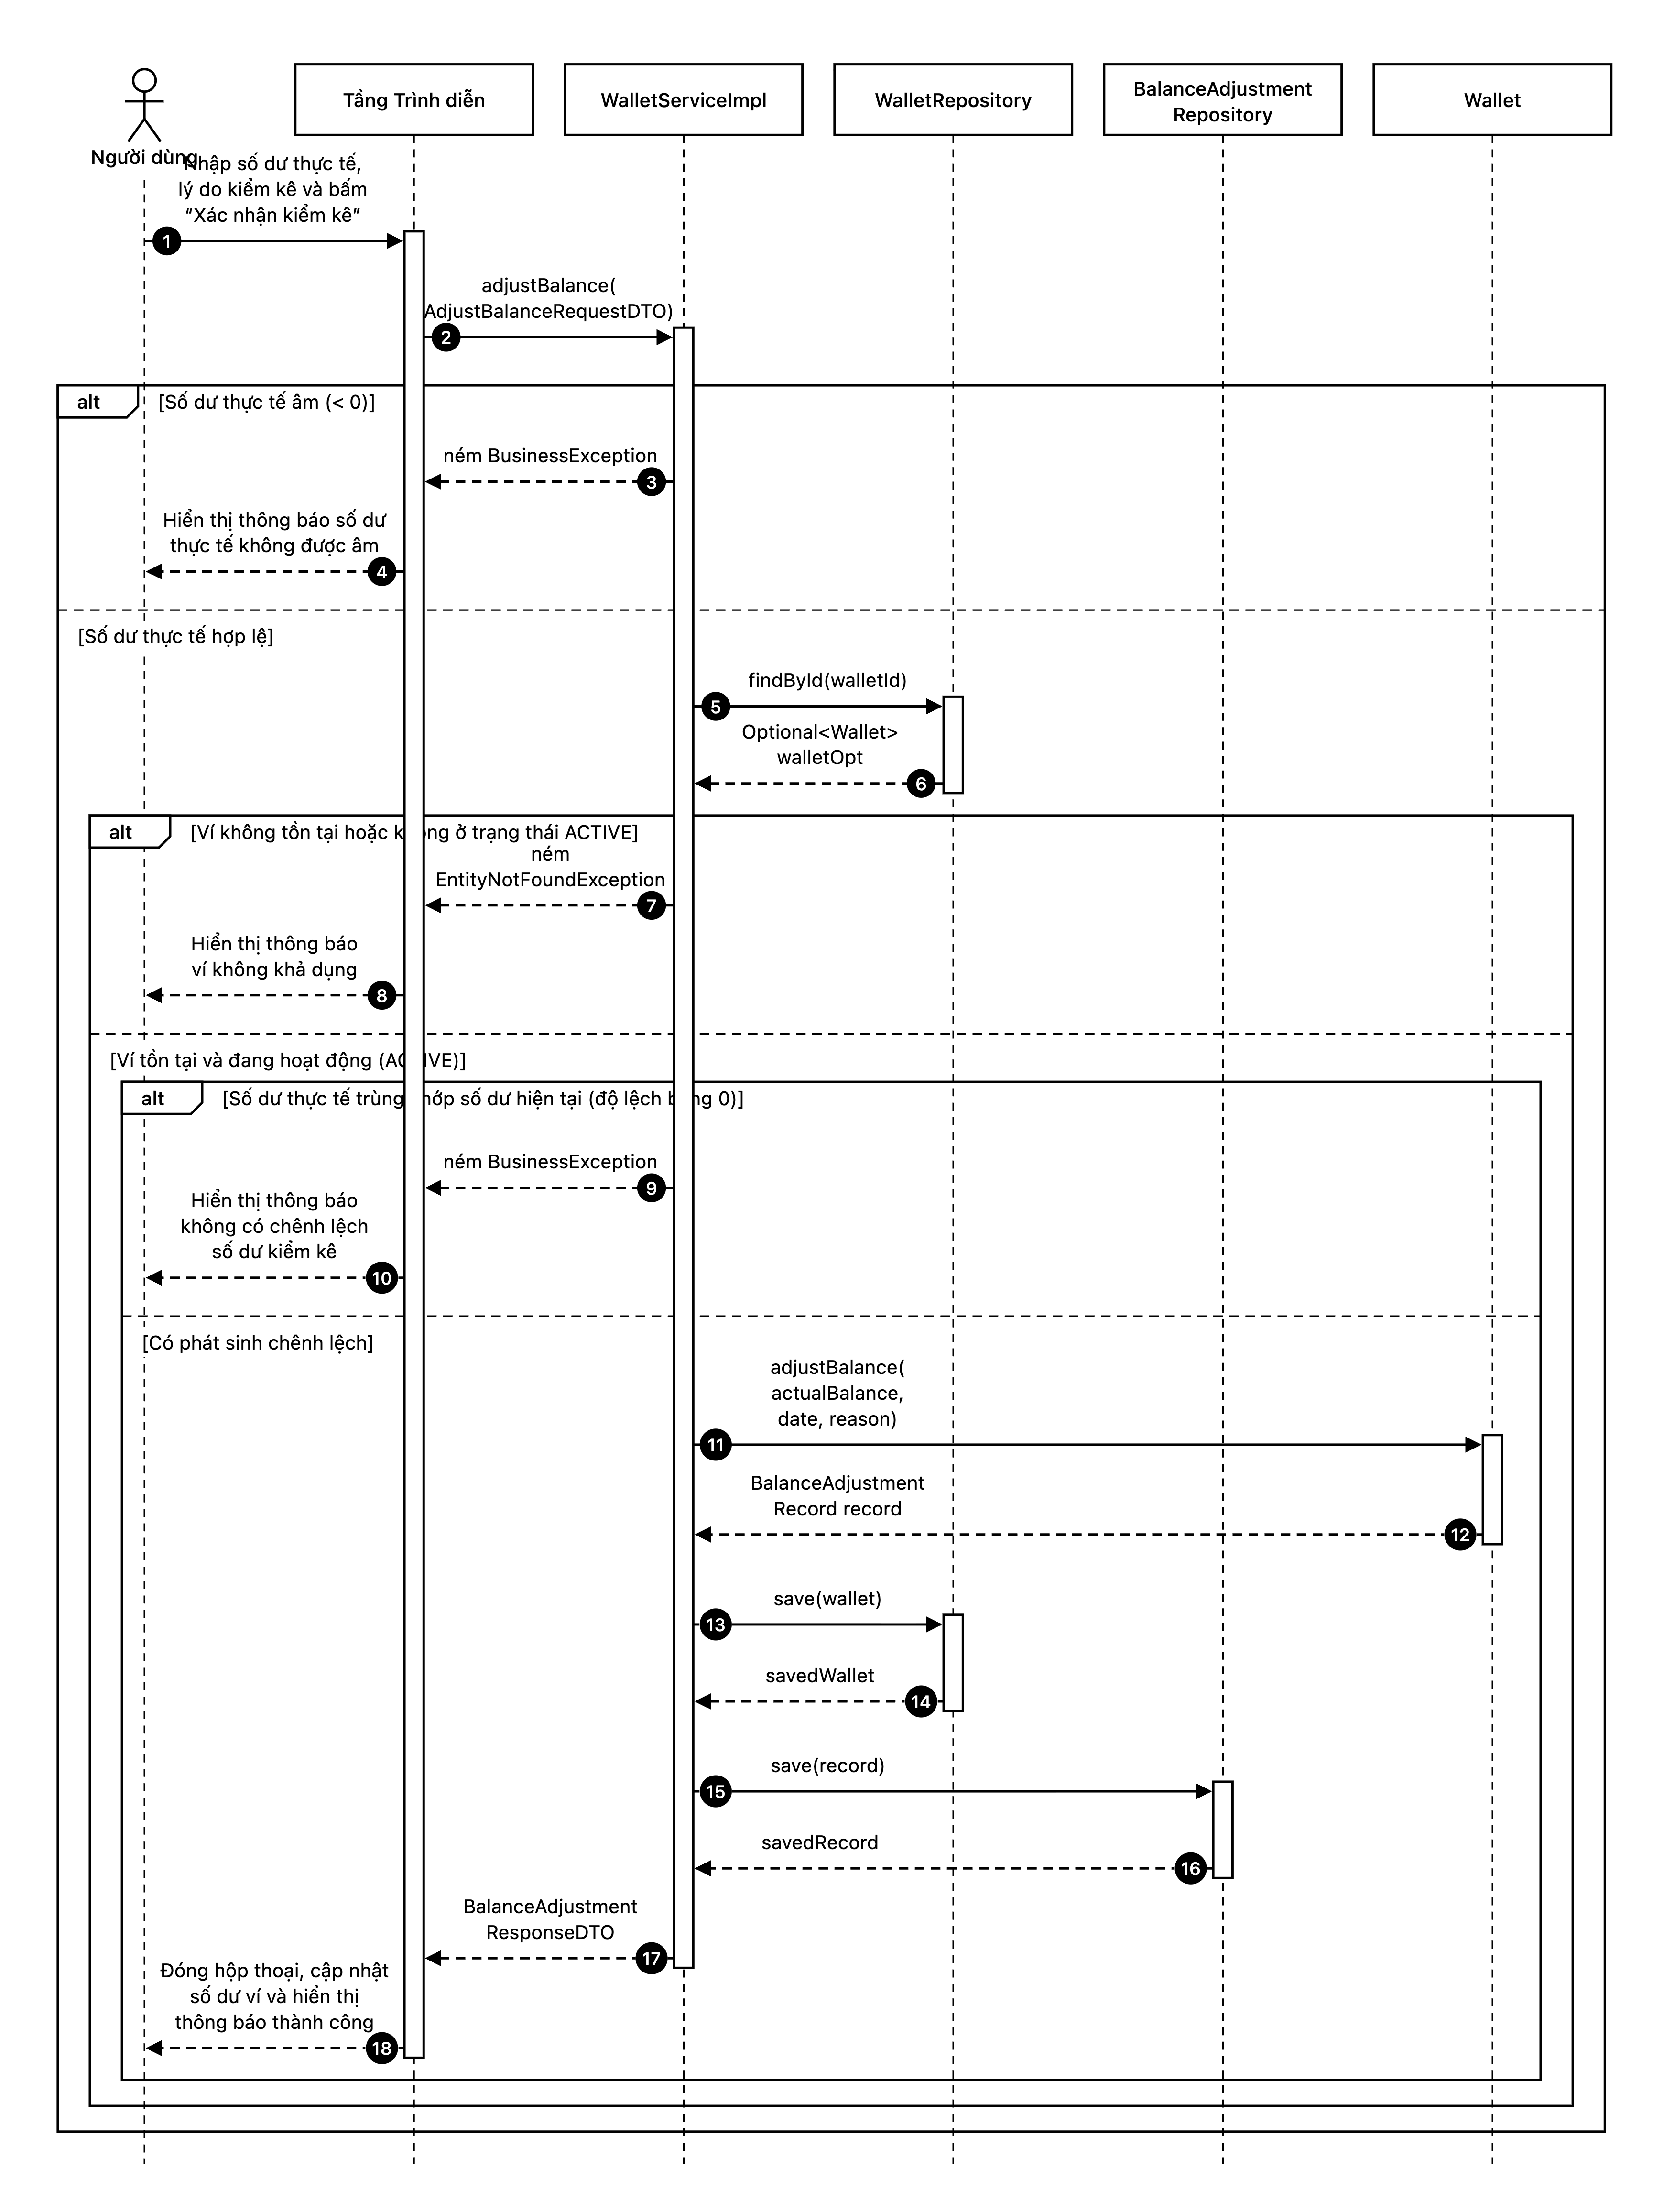 Người dùng
Tầng Trình diễn
WalletServiceImpl
WalletRepository
BalanceAdjustment
Repository
Wallet
Nhập số dư thực tế,
lý do kiểm kê và bấm
“Xác nhận kiểm kê”
1
adjustBalance(
AdjustBalanceRequestDTO)
2
alt
[Số dư thực tế âm (< 0)]
ném BusinessException
3
Hiển thị thông báo số dư
thực tế không được âm
4
[Số dư thực tế hợp lệ]
findById(walletId)
5
Optional<Wallet>
walletOpt
6
alt
[Ví không tồn tại hoặc không ở trạng thái ACTIVE]
ném
EntityNotFoundException
7
Hiển thị thông báo
ví không khả dụng
8
[Ví tồn tại và đang hoạt động (ACTIVE)]
alt
[Số dư thực tế trùng khớp số dư hiện tại (độ lệch bằng 0)]
ném BusinessException
9
Hiển thị thông báo
không có chênh lệch
số dư kiểm kê
10
[Có phát sinh chênh lệch]
adjustBalance(
actualBalance,
date, reason)
11
BalanceAdjustment
Record record
12
save(wallet)
13
savedWallet
14
save(record)
15
savedRecord
16
BalanceAdjustment
ResponseDTO
17
Đóng hộp thoại, cập nhật
số dư ví và hiển thị
thông báo thành công
18